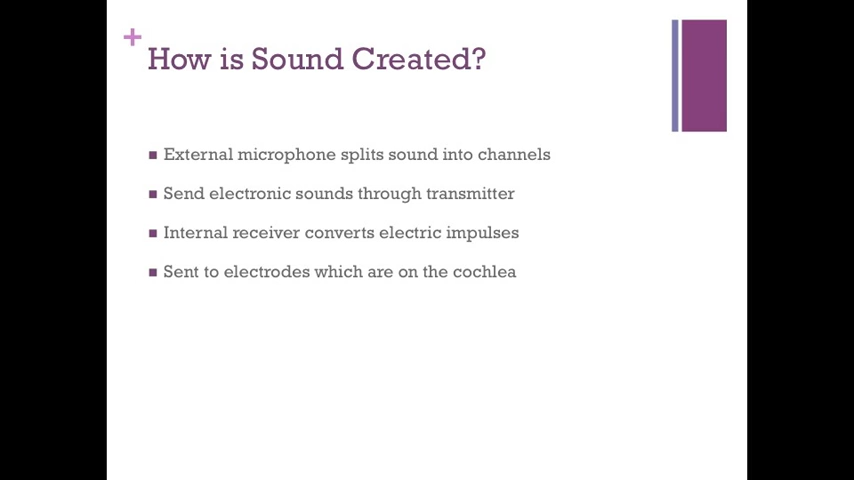 +
How is Sound Created?
■ External microphone splits sound into channels
■ Send electronic sounds through transmitter
■ Internal receiver converts electric impulses
■ Sent to electrodes which are on the cochlea